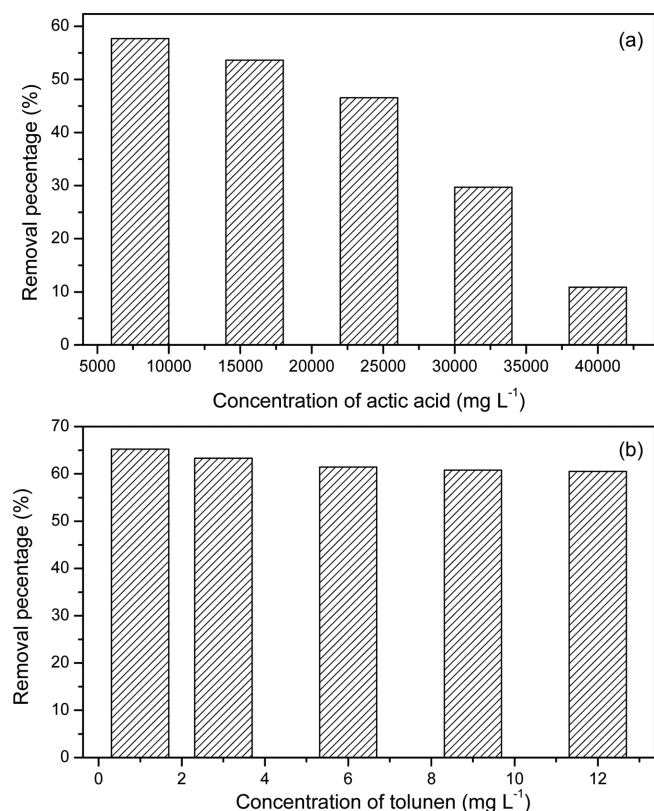 (a)
Removal pecentage (%)
60
50
40
30
20
10
0
5000 10000 15000 20000 25000 30000 35000 40000
Concentration of actic acid (mg L⁻¹)
(b)
Removal pecentage (%)
70
60
50
40
30
20
10
0
0 2 4 6 8 10 12
Concentration of tolunen (mg L⁻¹)